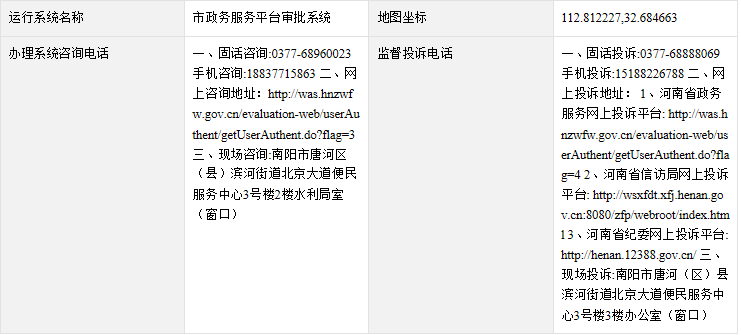 运行系统名称
市政务服务平台审批系统
地图坐标
112.812227,32.684663
办理系统咨询电话
一、固话咨询:0377-68960023
手机咨询:18837715863 二、网
上咨询地址：http://was.hnzwf
w.gov.cn/evaluation-web/userAu
thent/getUserAuthent.do?flag=3
三、现场咨询:南阳市唐河区
（县）滨河街道北京大道便民
服务中心3号楼2楼水利局室
（窗口）
监督投诉电话
一、固话投诉:0377-68888069
手机投诉:15188226788 二、网
上投诉地址： 1、河南省政务
服务网上投诉平台: http://was.h
nzwfw.gov.cn/evaluation-web/us
erAuthent/getUserAuthent.do?fla
g=4 2、河南省信访局网上投诉
平台: http://wsxfdt.xfj.henan.go
v.cn:8080/zfp/webroot/index.htm
l 3、河南省纪委网上投诉平台:
http://henan.12388.gov.cn/ 三、
现场投诉:南阳市唐河（区）县
滨河街道北京大道便民服务中
心3号楼3楼办公室（窗口）